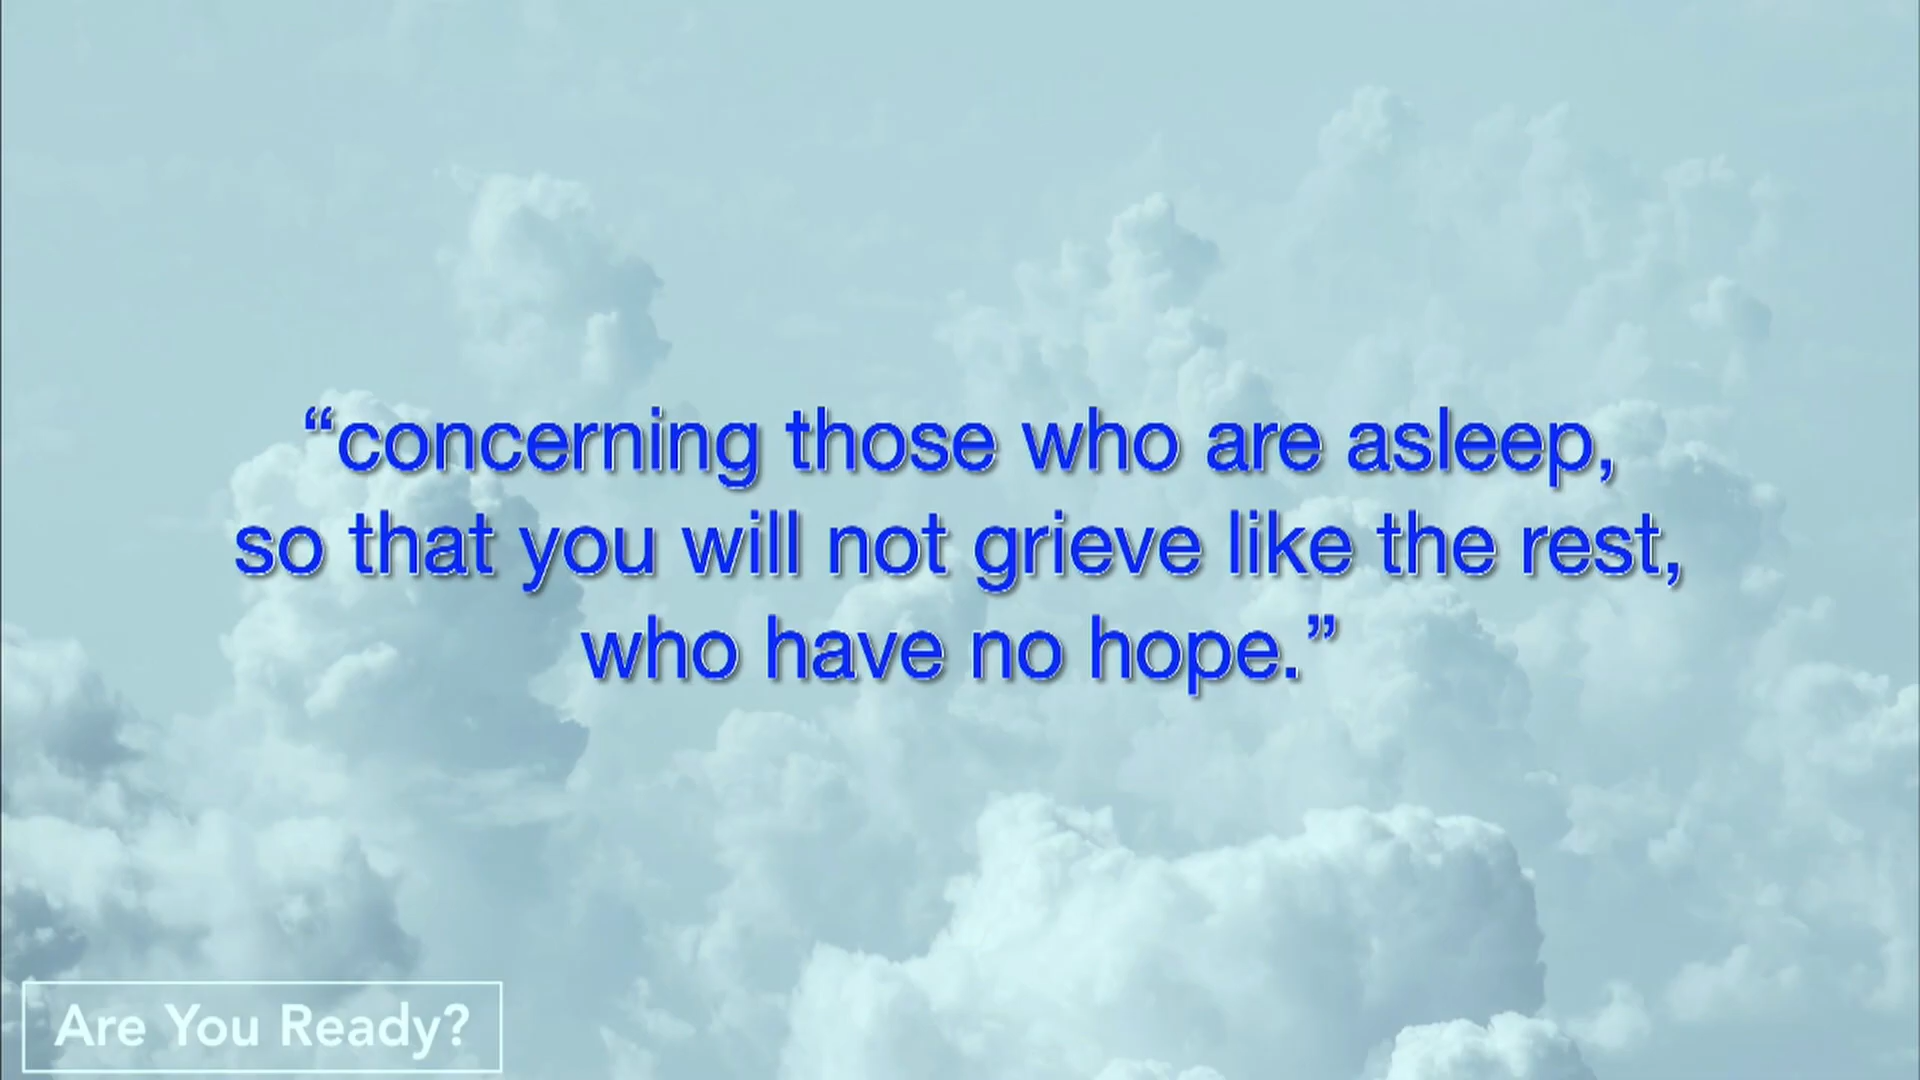 “concerning those who are asleep,
so that you will not grieve like the rest,
who have no hope.”
Are You Ready?